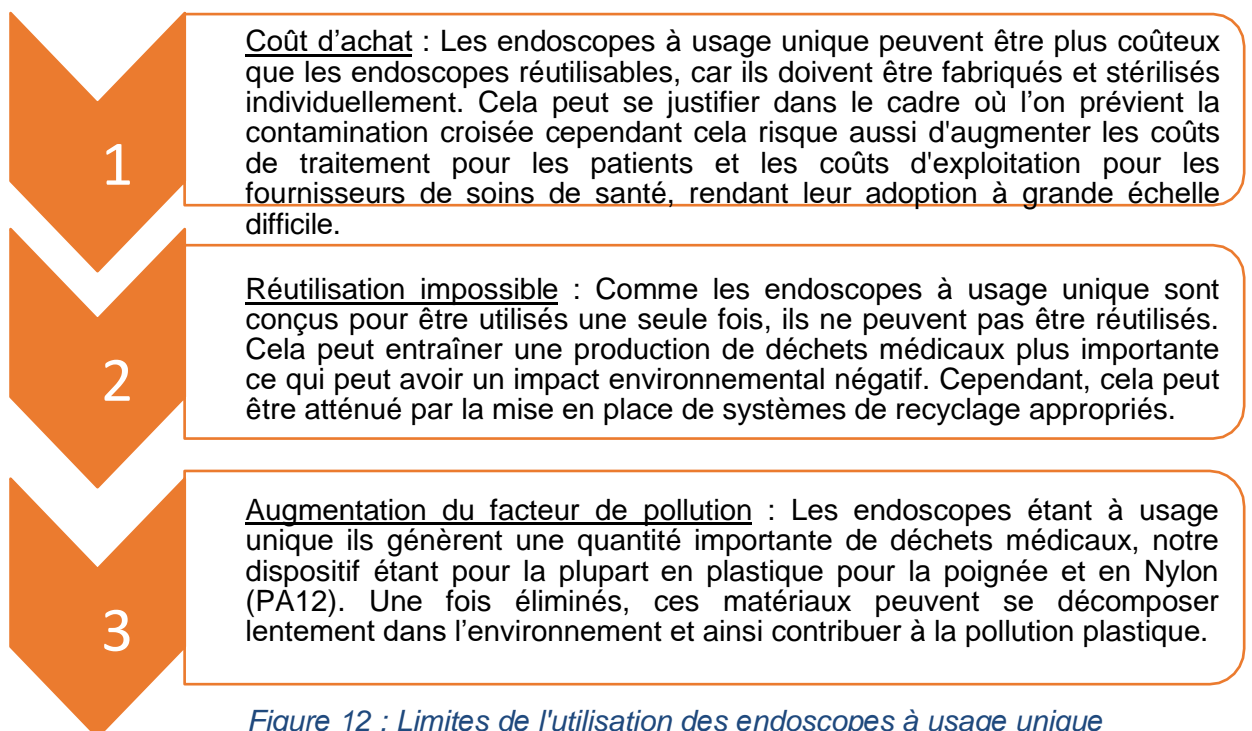 1
Coût d’achat : Les endoscopes à usage unique peuvent être plus coûteux
que les endoscopes réutilisables, car ils doivent être fabriqués et stérilisés
individuellement. Cela peut se justifier dans le cadre où l’on prévient la
contamination croisée cependant cela risque aussi d'augmenter les coûts
de traitement pour les patients et les coûts d'exploitation pour les
fournisseurs de soins de santé, rendant leur adoption à grande échelle
difficile.
2
Réutilisation impossible : Comme les endoscopes à usage unique sont
conçus pour être utilisés une seule fois, ils ne peuvent pas être réutilisés.
Cela peut entraîner une production de déchets médicaux plus importante
ce qui peut avoir un impact environnemental négatif. Cependant, cela peut
être atténué par la mise en place de systèmes de recyclage appropriés.
3
Augmentation du facteur de pollution : Les endoscopes étant à usage
unique ils génèrent une quantité importante de déchets médicaux, notre
dispositif étant pour la plupart en plastique pour la poignée et en Nylon
(PA12). Une fois éliminés, ces matériaux peuvent se décomposer
lentement dans l’environnement et ainsi contribuer à la pollution plastique.
Figure 12 : Limites de l'utilisation des endoscopes à usage unique